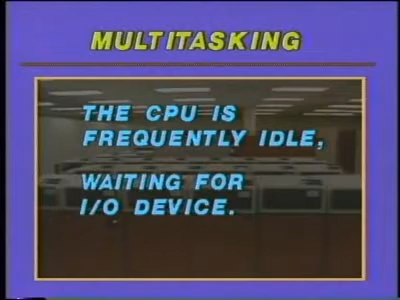 MULTITASKING
THE CPU IS
FREQUENTLY IDLE,
WAITING FOR
I/O DEVICE.